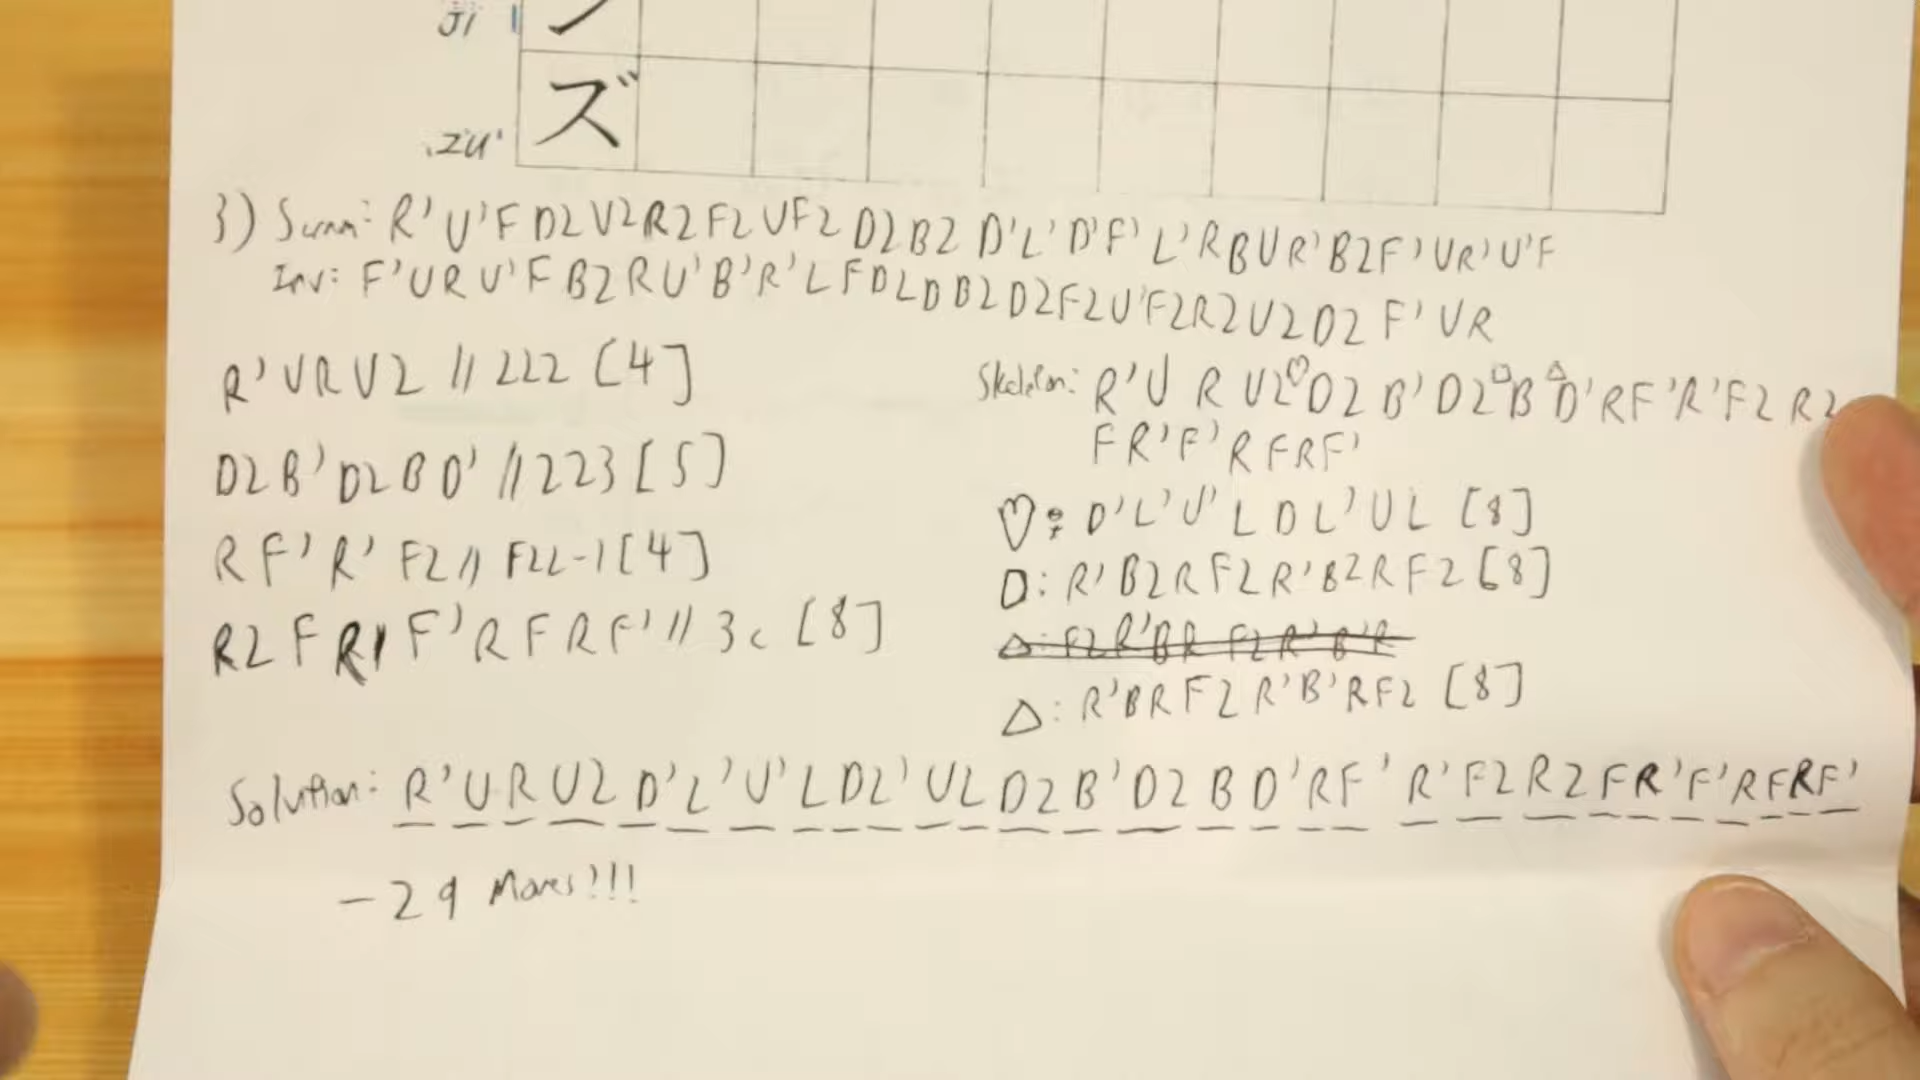 JI
ZU
ズ
3) Scram: R' U' F D2 U2 R2 F2 U F2 D2 B2 D' L' D' F' L' R B U R' B2 F' U R' U' F
Inv: F' U R U' F B2 R U' B' R' L F D L D B2 D2 F2 U' F2 R2 U2 D2 F' U R
R' U R U2 // 222 [4]
D2 B' D2 B D' // 223 [5]
R F' R' F2 // F2L-1 [4]
R2 F R' F' R F R F' // 3c [8]
Skeleton: R' U R U2♡ D2 B' D2□ B △D' R F' R' F2 R2
F R' F' R F R F'
♡: D' L' U' L D L' U L [8]
□: R' B2 R F2 R' B2 R F2 [8]
△: F2 R' B R F2 R' B' R
△: R' B R F2 R' B' R F2 [8]
Solution: R' U R U2 D' L' U' L D L' U L D2 B' D2 B D' R F' R' F2 R2 F R' F' R F R F'
- 29 Moves!!!